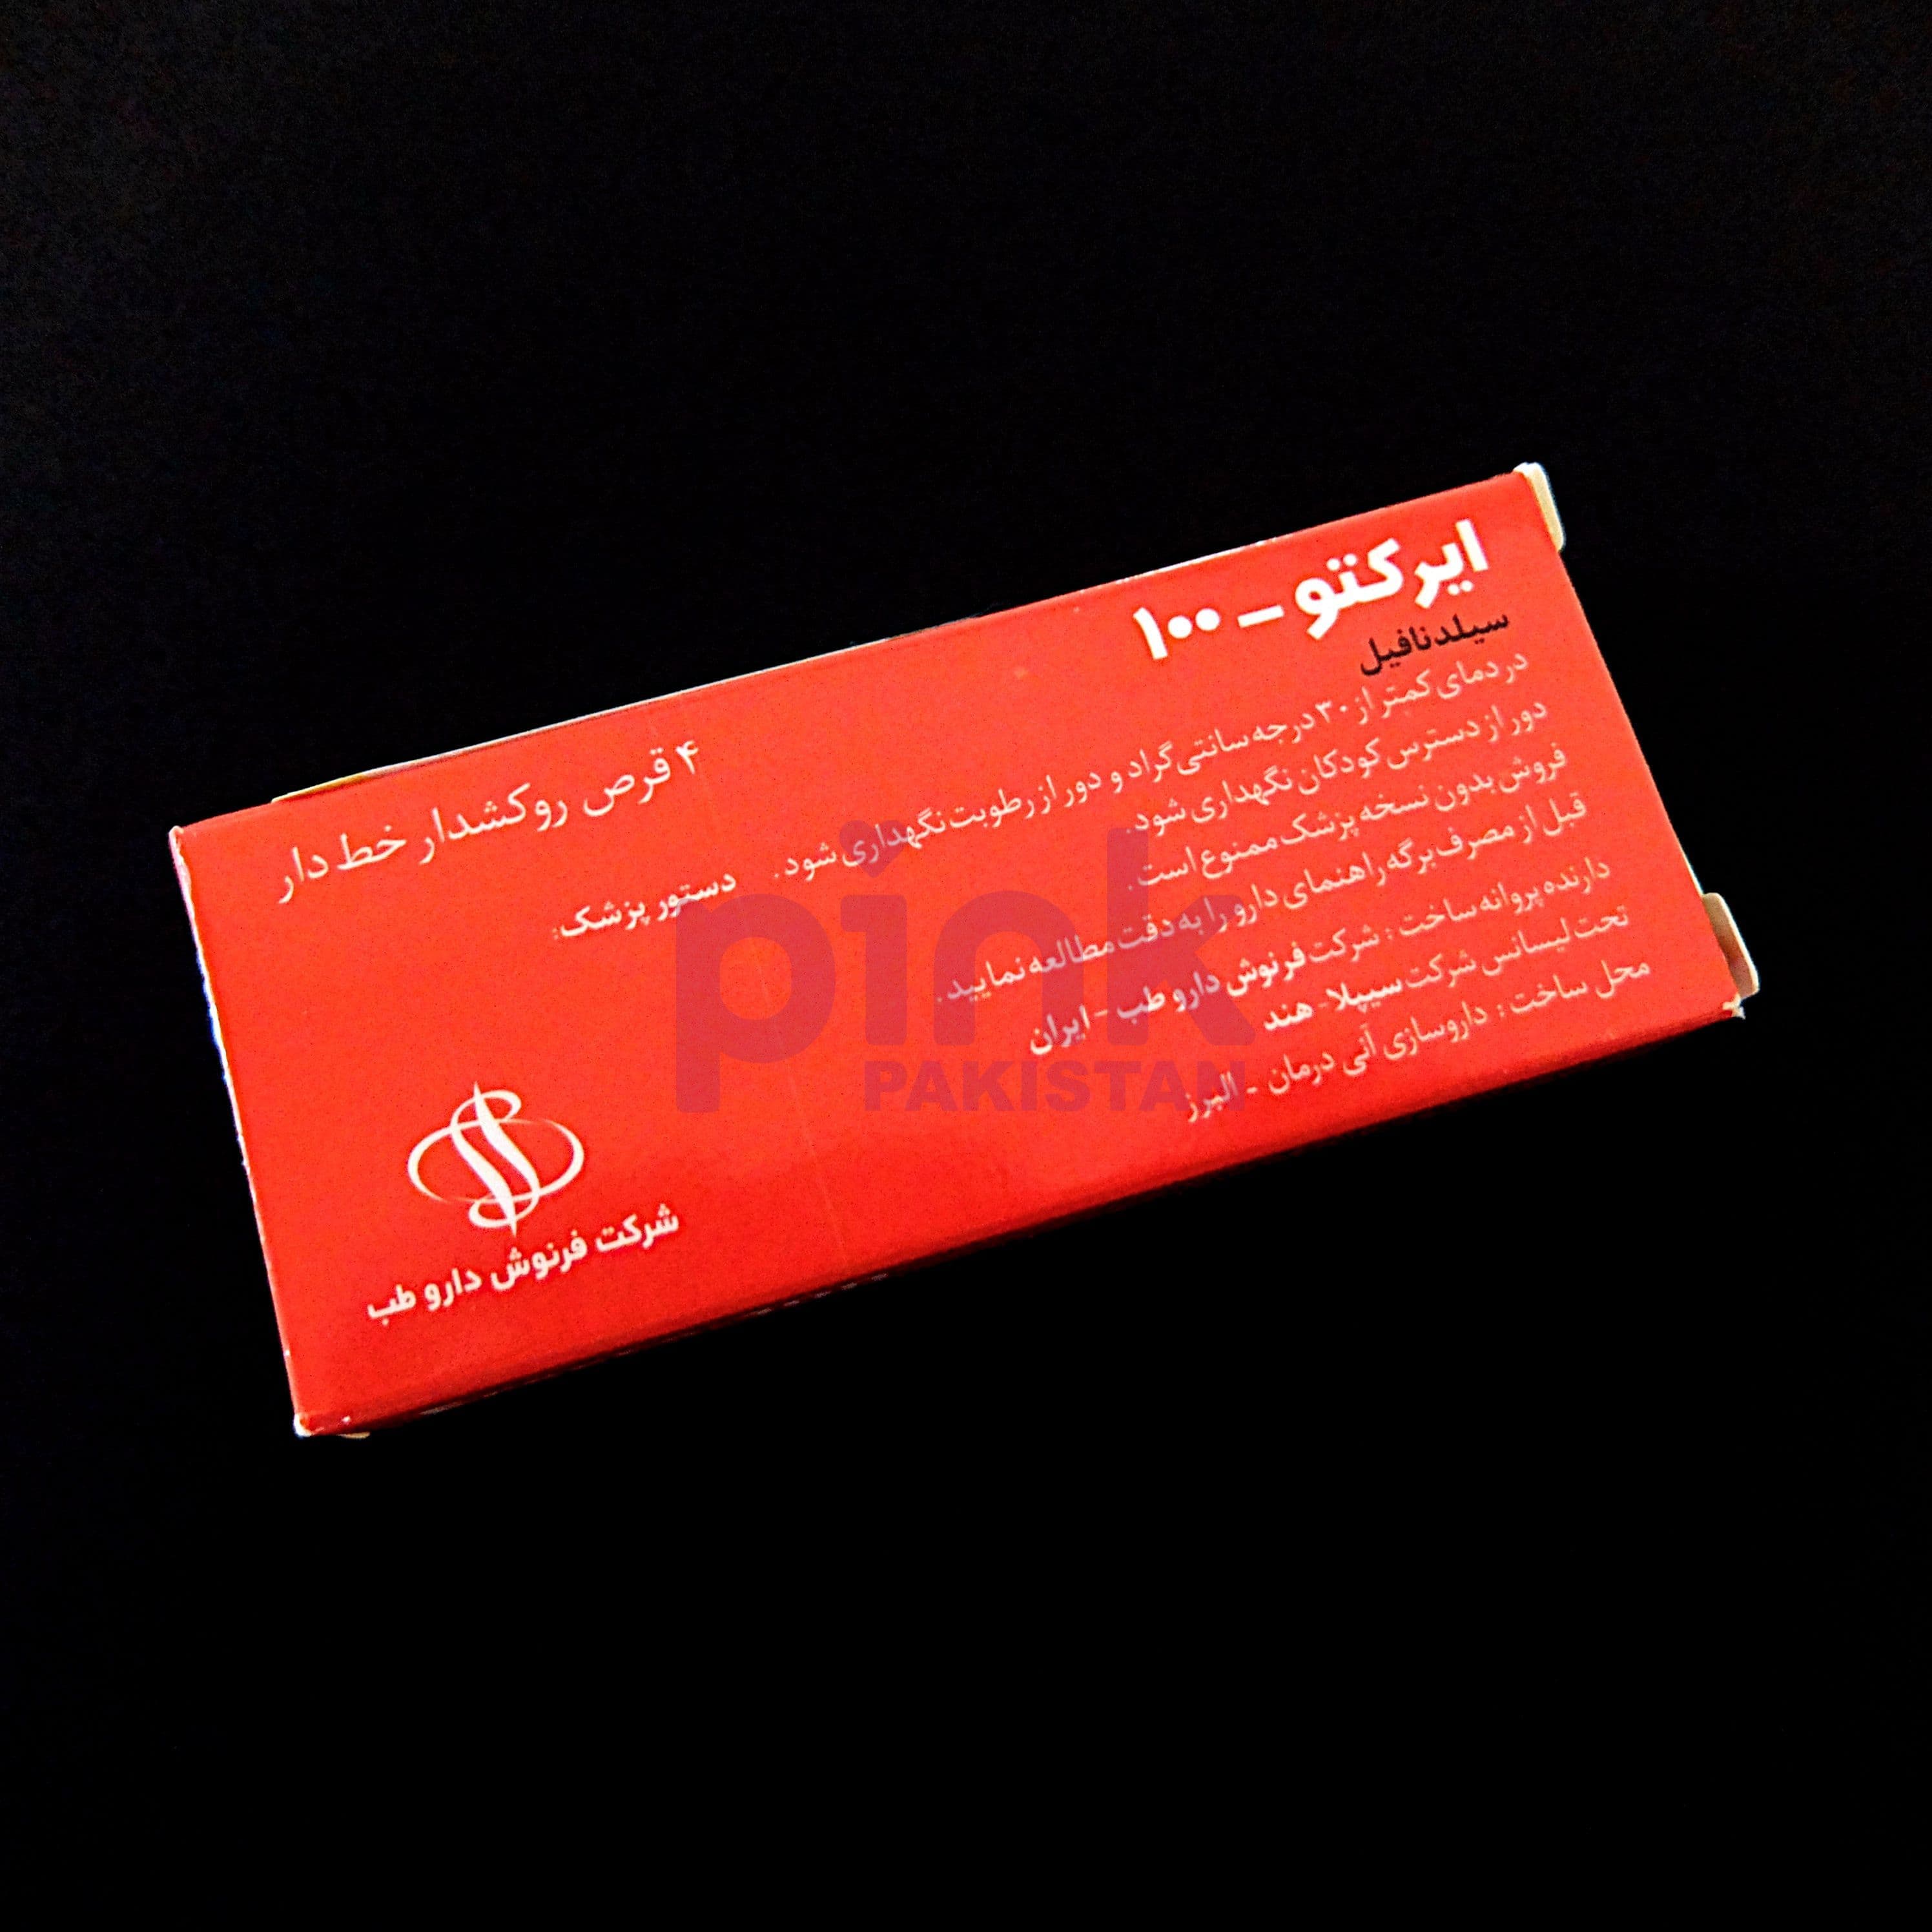 ایرکتو ـ ۱۰۰
سیلدنافیل
در دمای کمتر از ۳۰ درجه سانتی‌گراد و دور از رطوبت نگهداری شود.
دور از دسترس کودکان نگهداری شود.
فروش بدون نسخه پزشک ممنوع است.
قبل از مصرف برگه راهنمای دارو را به دقت مطالعه نمایید.
دارنده پروانه ساخت : شرکت فرنوش دارو طب - ایران
تحت لیسانس شرکت سیپلا - هند
محل ساخت : داروسازی آنی درمان - البرز
۴ قرص روکشدار خط دار
دستور پزشک:
شرکت فرنوش دارو طب
pink
PAKISTAN